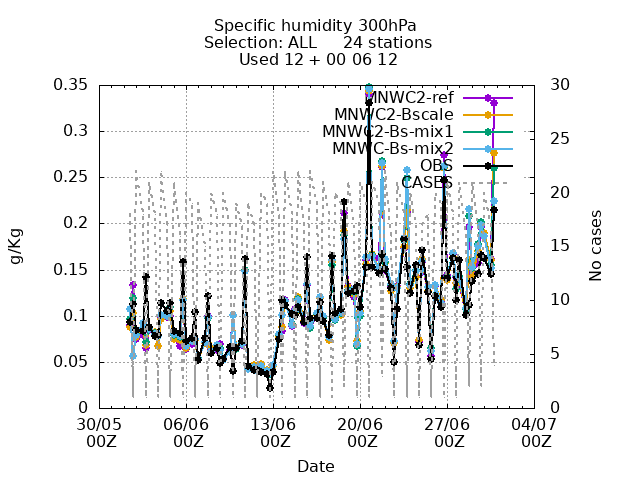 Specific humidity 300hPa
Selection: ALL 24 stations
Used 12 + 00 06 12
0.35
0.3
0.25
0.2
0.15
0.1
0.05
0
g/Kg
30
25
20
15
10
5
0
No cases
MNWC2-ref
MNWC2-Bscale
MNWC2-Bs-mix1
MNWC-Bs-mix2
OBS
CASES
30/05 06/06 13/06 20/06 27/06 04/07
00Z 00Z 00Z 00Z 00Z 00Z
Date